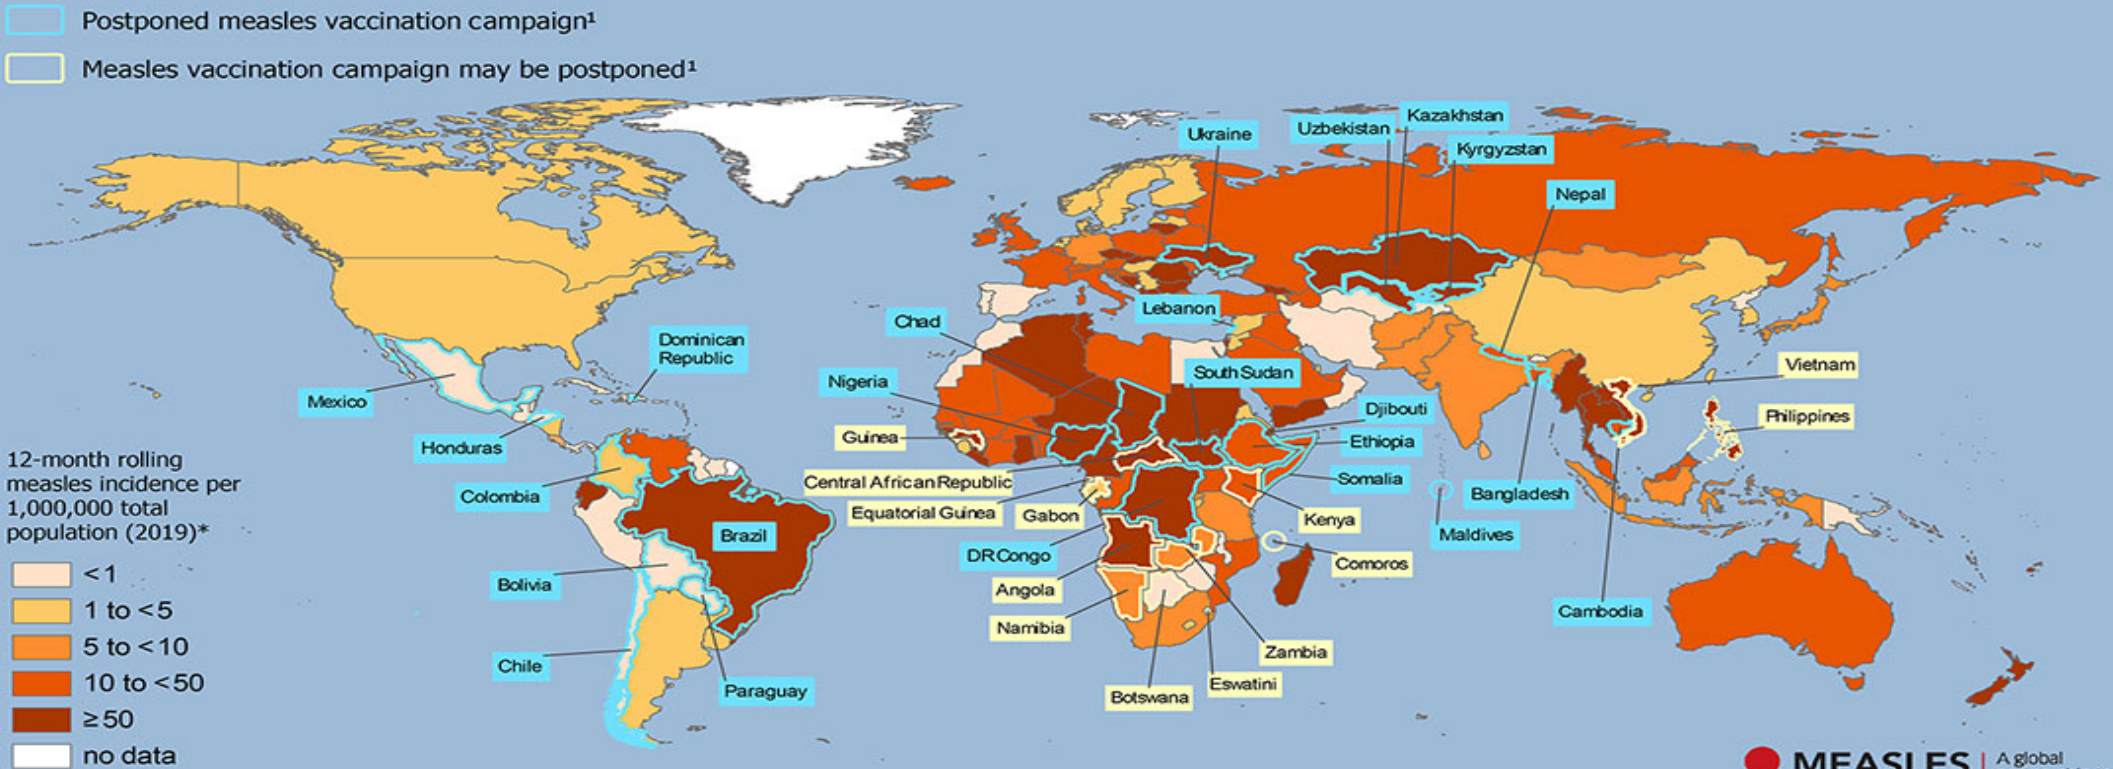 Postponed measles vaccination campaign¹
Measles vaccination campaign may be postponed¹
Ukraine
Uzbekistan
Kazakhstan
Kyrgyzstan
Nepal
Lebanon
Chad
Dominican
Republic
Nigeria
South Sudan
Vietnam
Mexico
Djibouti
Philippines
Guinea
Ethiopia
Honduras
Central African Republic
Somalia
Colombia
Bangladesh
Equatorial Guinea
Gabon
Kenya
Brazil
Maldives
DR Congo
Comoros
Bolivia
Angola
Cambodia
Namibia
Zambia
Chile
Eswatini
Paraguay
Botswana
12-month rolling
measles incidence per
1,000,000 total
population (2019)*
<1
1 to <5
5 to <10
10 to <50
≥50
no data
MEASLES
A global